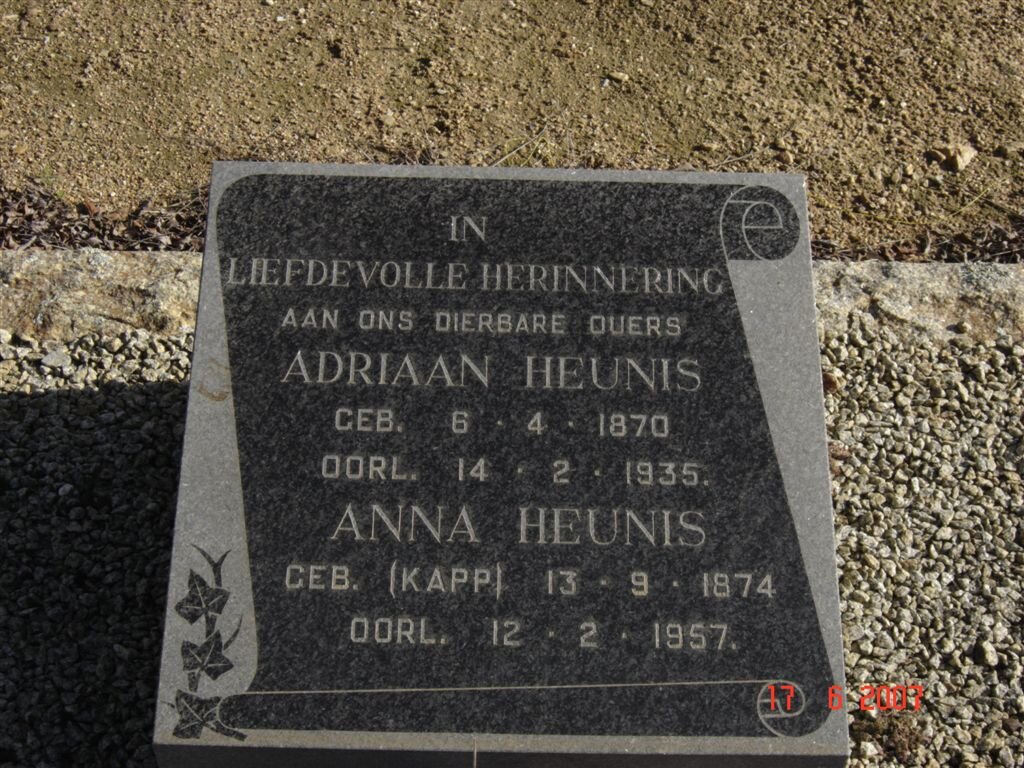 IN
LIEFDEVOLLE HERINNERING
AAN ONS DIERBARE OUERS
ADRIAAN HEUNIS
GEB. 6 · 4 · 1870
OORL. 14 · 2 · 1935.
ANNA HEUNIS
GEB. (KAPP) 13 · 9 · 1874
OORL. 12 · 2 · 1957.
17 6 2007